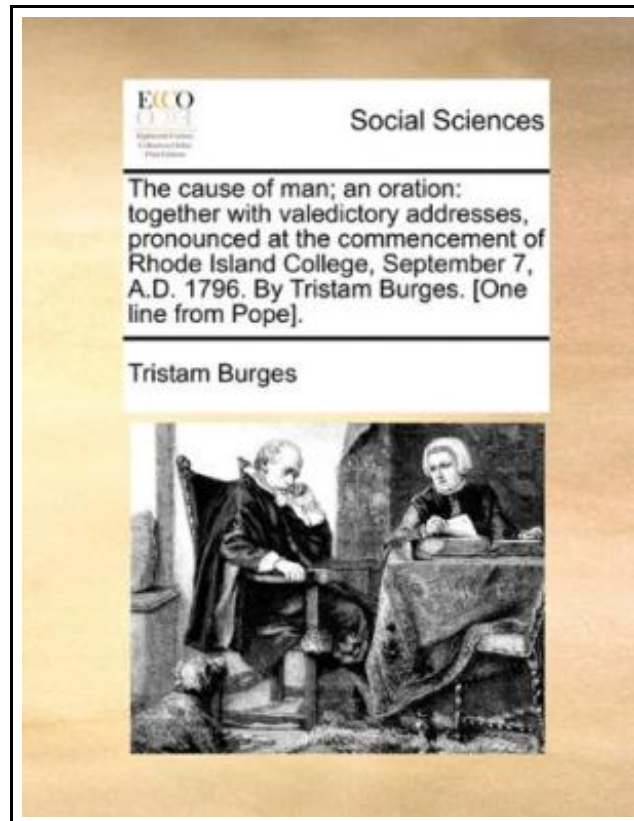 ECCO
Social Sciences
The cause of man; an oration:
together with valedictory addresses,
pronounced at the commencement of
Rhode Island College, September 7,
A.D. 1796. By Tristam Burges. [One
line from Pope].
Tristam Burges